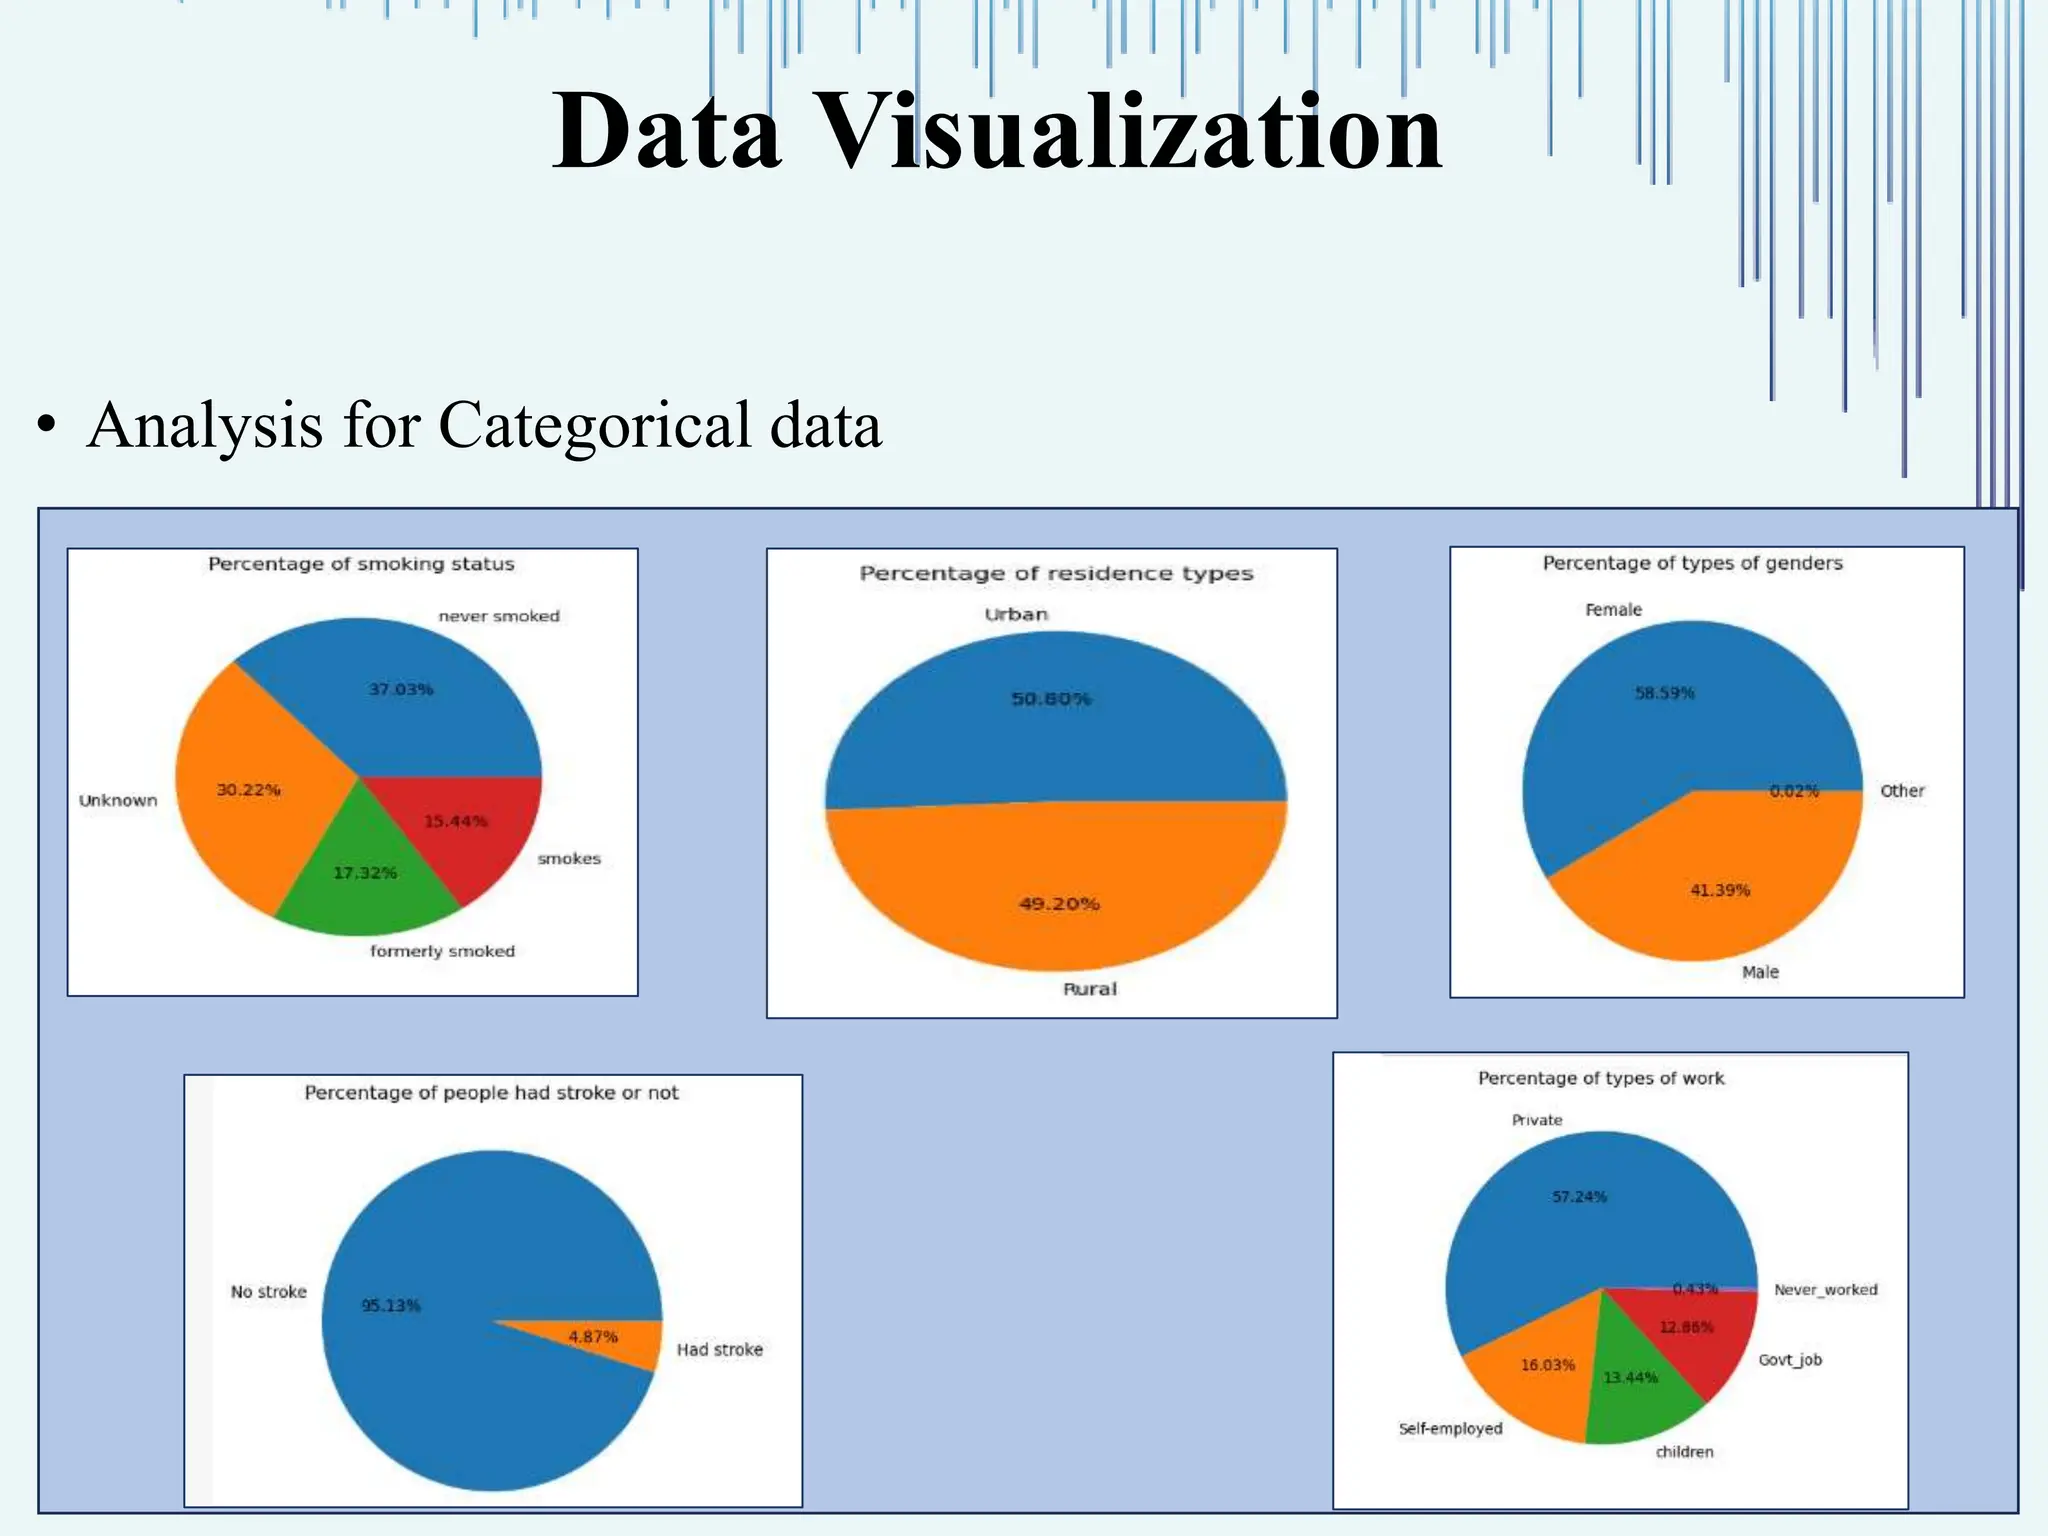 Data Visualization
• Analysis for Categorical data
Percentage of smoking status
never smoked
37.03%
Unknown
30.22%
15.44%
smokes
17.32%
formerly smoked
Percentage of residence types
Urban
50.80%
49.20%
Rural
Percentage of types of genders
Female
58.59%
0.02%
Other
41.39%
Male
Percentage of people had stroke or not
No stroke
95.13%
4.87%
Had stroke
Percentage of types of work
Private
57.24%
0.43%
Never_worked
12.86%
Govt_job
16.03%
13.44%
Self-employed
children